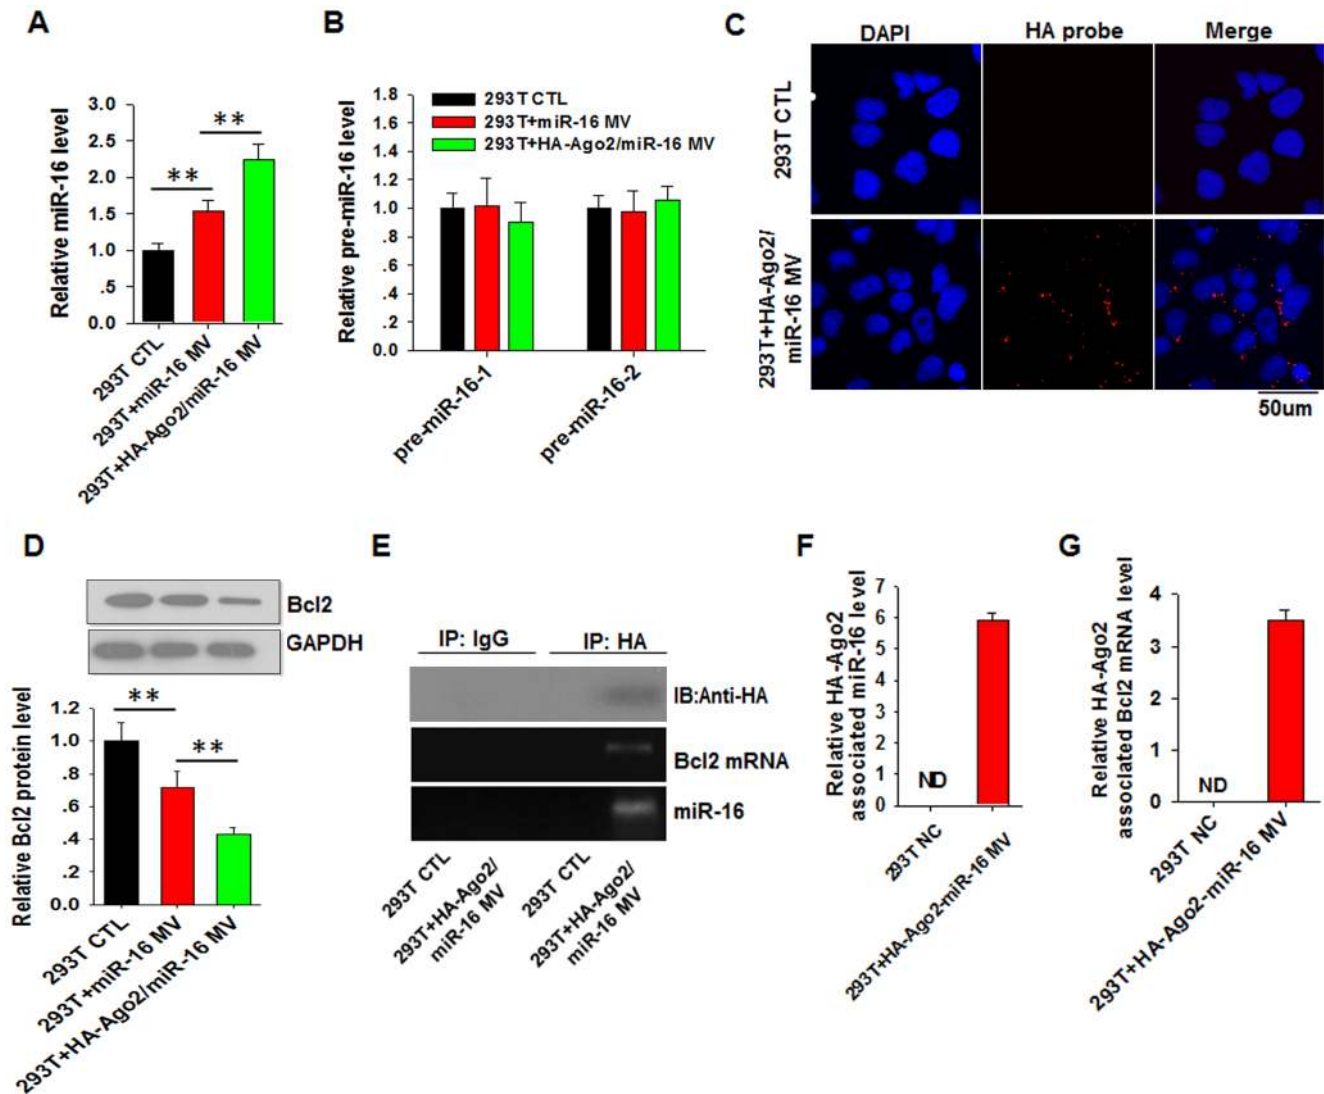 A
Relative miR-16 level
3.0
2.5
2.0
1.5
1.0
0.5
0.0
**
**
293T CTL
293T+miR-16 MV
293T+HA-Ago2/miR-16 MV
B
Relative pre-miR-16 level
1.8
1.6
1.4
1.2
1.0
.8
.6
.4
.2
0.0
293T CTL
293T+miR-16 MV
293T+HA-Ago2/miR-16 MV
pre-miR-16-1
pre-miR-16-2
C
DAPI
HA probe
Merge
293T CTL
293T+HA-Ago2/
miR-16 MV
50um
D
Bcl2
GAPDH
Relative Bcl2 protein level
1.2
1.0
.8
.6
.4
.2
0.0
**
**
293T CTL
293T+miR-16 MV
293T+HA-Ago2/miR-16 MV
E
IP: IgG
IP: HA
IB:Anti-HA
Bcl2 mRNA
miR-16
293T CTL
293T+HA-Ago2/
miR-16 MV
293T CTL
293T+HA-Ago2/
miR-16 MV
F
Relative HA-Ago2
associated miR-16 level
7
6
5
4
3
2
1
0
ND
293T NC
293T+HA-Ago2-miR-16 MV
G
Relative HA-Ago2
associated Bcl2 mRNA level
4
3
2
1
0
ND
293T NC
293T+HA-Ago2-miR-16 MV